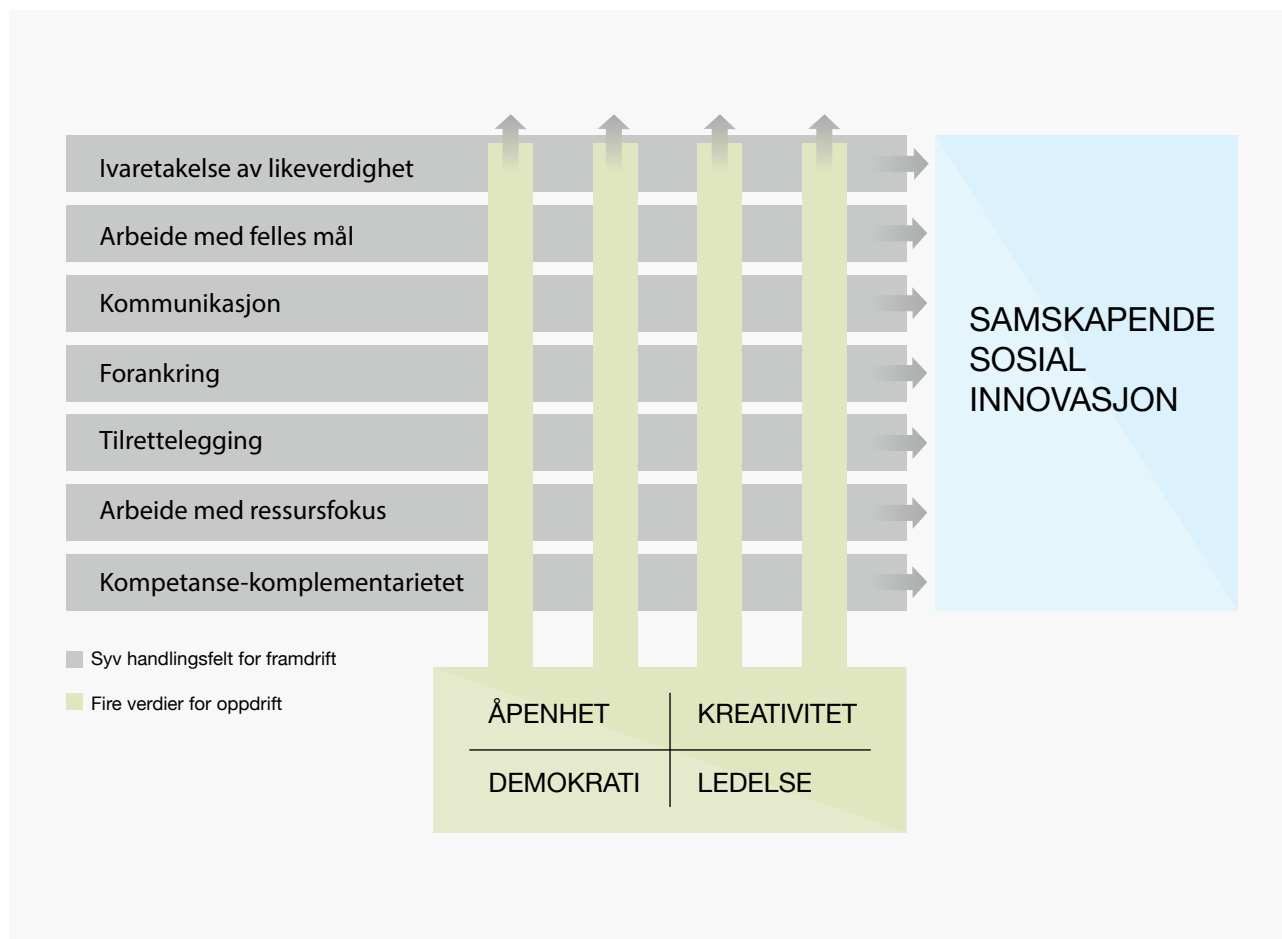 Ivaretakelse av likeverdighet
Arbeide med felles mål
Kommunikasjon
Forankring
Tilrettelegging
Arbeide med ressursfokus
Kompetanse-komplementarietet
SAMSKAPENDE
SOSIAL
INNOVASJON
Syv handlingsfelt for framdrift
Fire verdier for oppdrift
ÅPENHET
KREATIVITET
DEMOKRATI
LEDELSE